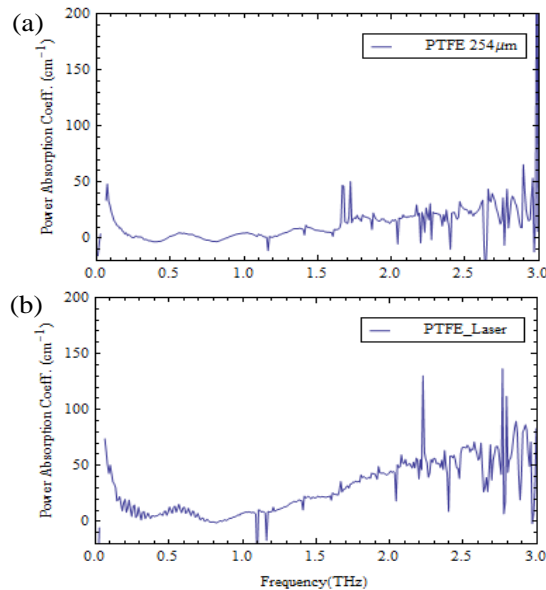 (a)
PTFE 254μm
Power Absorption Coeff. (cm⁻¹)
200
150
100
50
0
0.0 0.5 1.0 1.5 2.0 2.5 3.0
(b)
PTFE_Laser
Power Absorption Coeff. (cm⁻¹)
200
150
100
50
0
0.0 0.5 1.0 1.5 2.0 2.5 3.0
Frequency(THz)